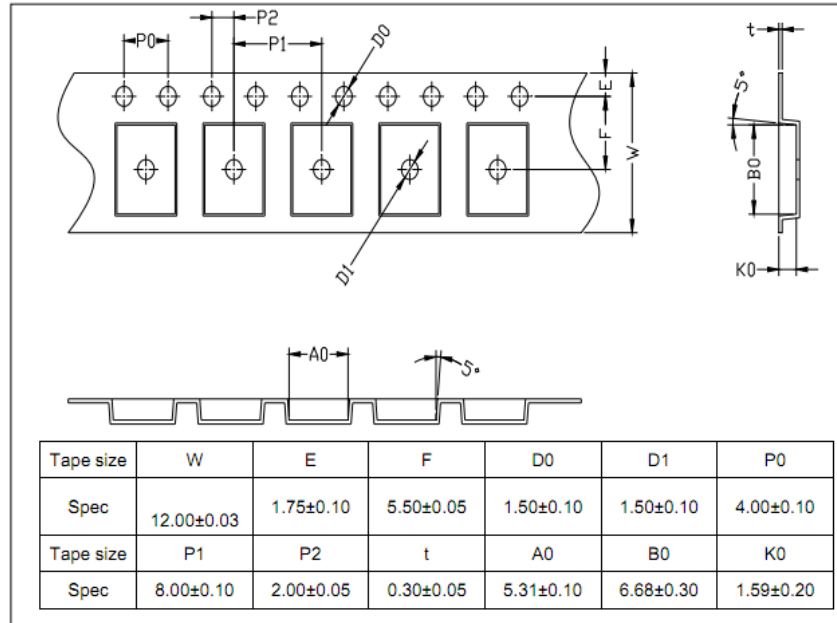 P2
P0
P1
D0
t
E
5°
F
W
B0
D1
K0
A0
5°
Tape size W E F D0 D1 P0
Spec 12.00±0.03 1.75±0.10 5.50±0.05 1.50±0.10 1.50±0.10 4.00±0.10
Tape size P1 P2 t A0 B0 K0
Spec 8.00±0.10 2.00±0.05 0.30±0.05 5.31±0.10 6.68±0.30 1.59±0.20